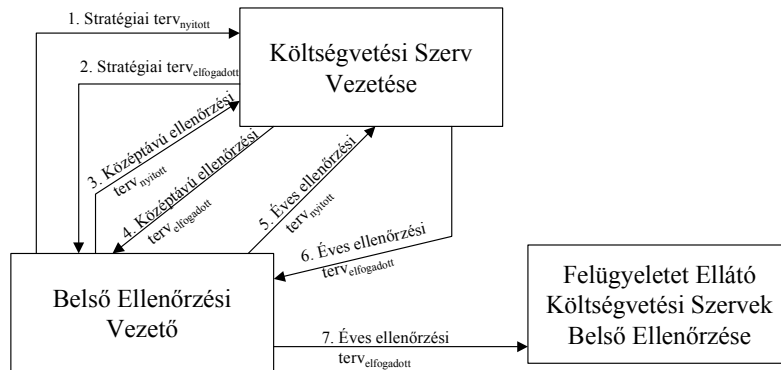 1. Stratégiai terv nyitott
Költségvetési Szerv
Vezetése
2. Stratégiai terv elfogadott
3. Középtávú ellenőrzési
terv nyitott
4. Középtávú ellenőrzési
terv elfogadott
5. Éves ellenőrzési
terv nyitott
6. Éves ellenőrzési
terv elfogadott
Belső Ellenőrzési
Vezető
7. Éves ellenőrzési
terv elfogadott
Felügyeletet Ellátó
Költségvetési Szervek
Belső Ellenőrzése